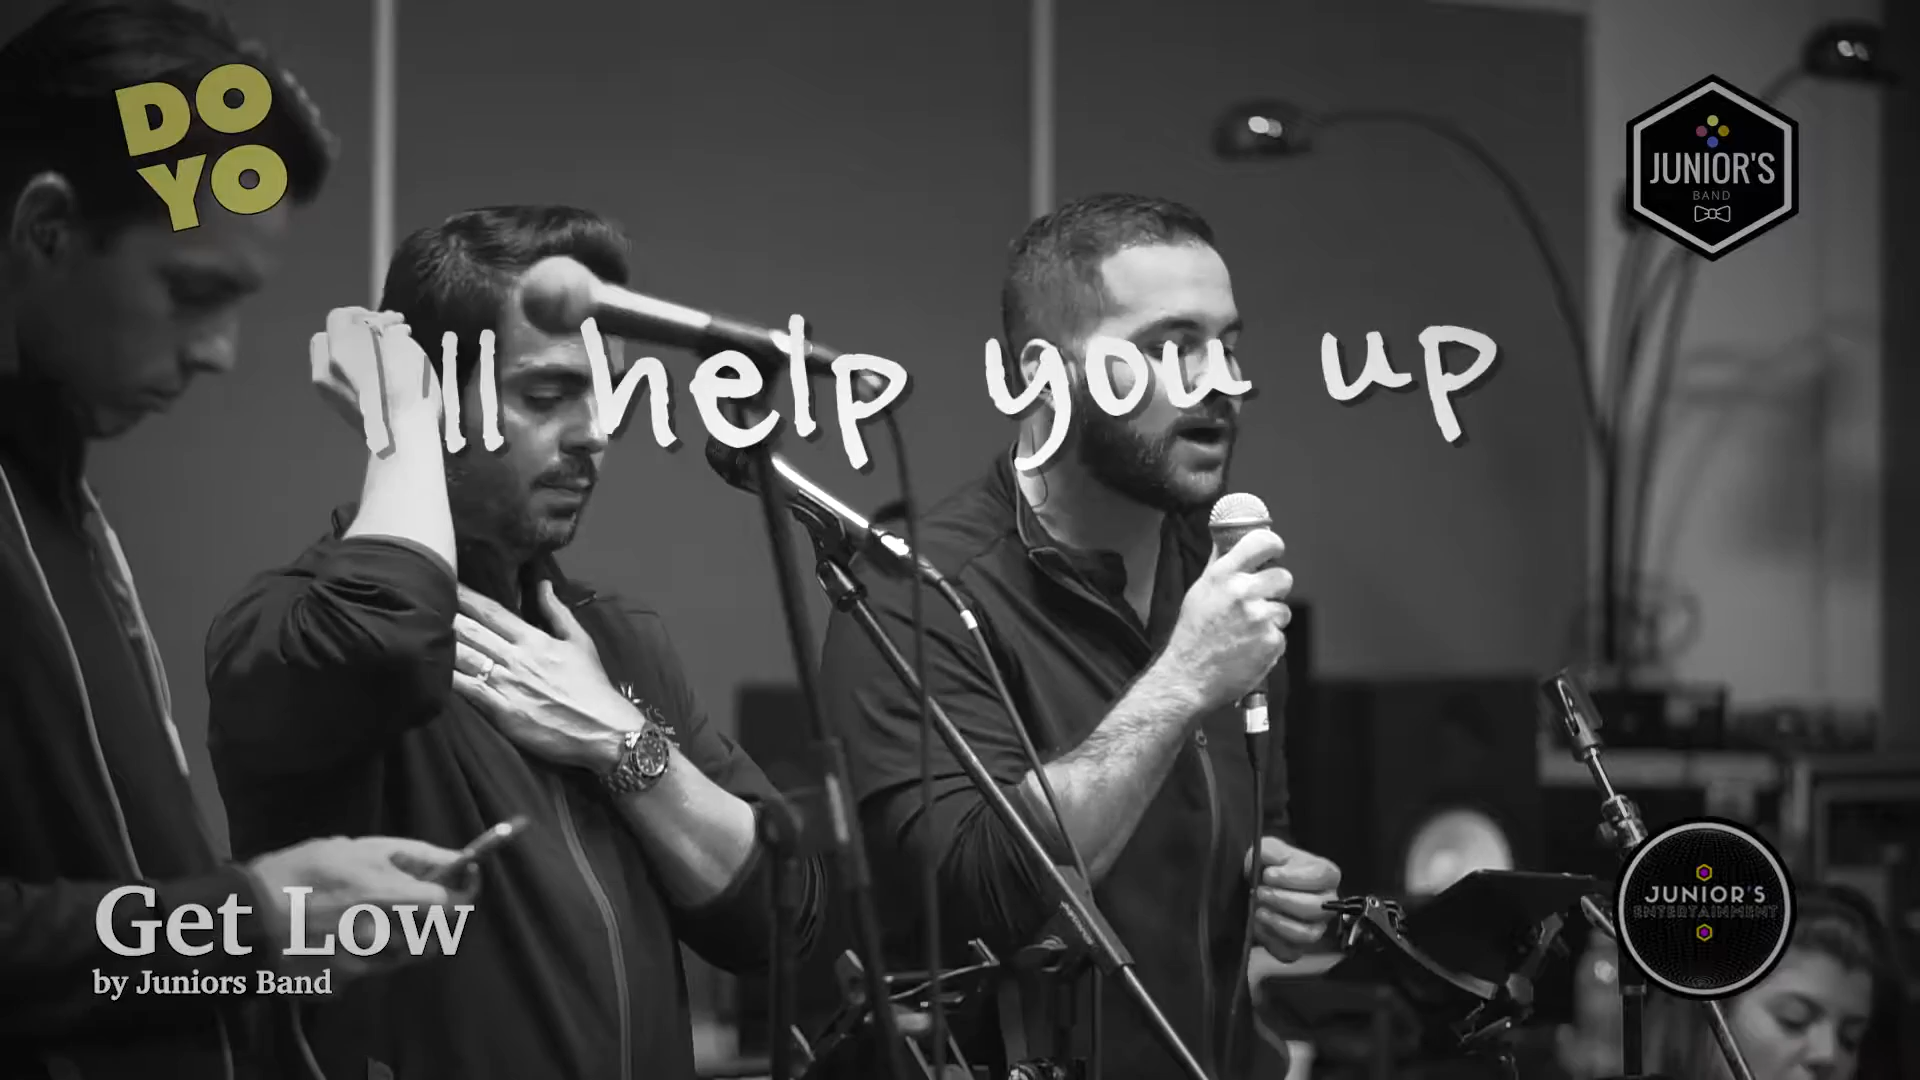 DO
YO
JUNIOR'S
BAND
I'll help you up
Get Low
by Juniors Band
JUNIOR'S
ENTERTAINMENT